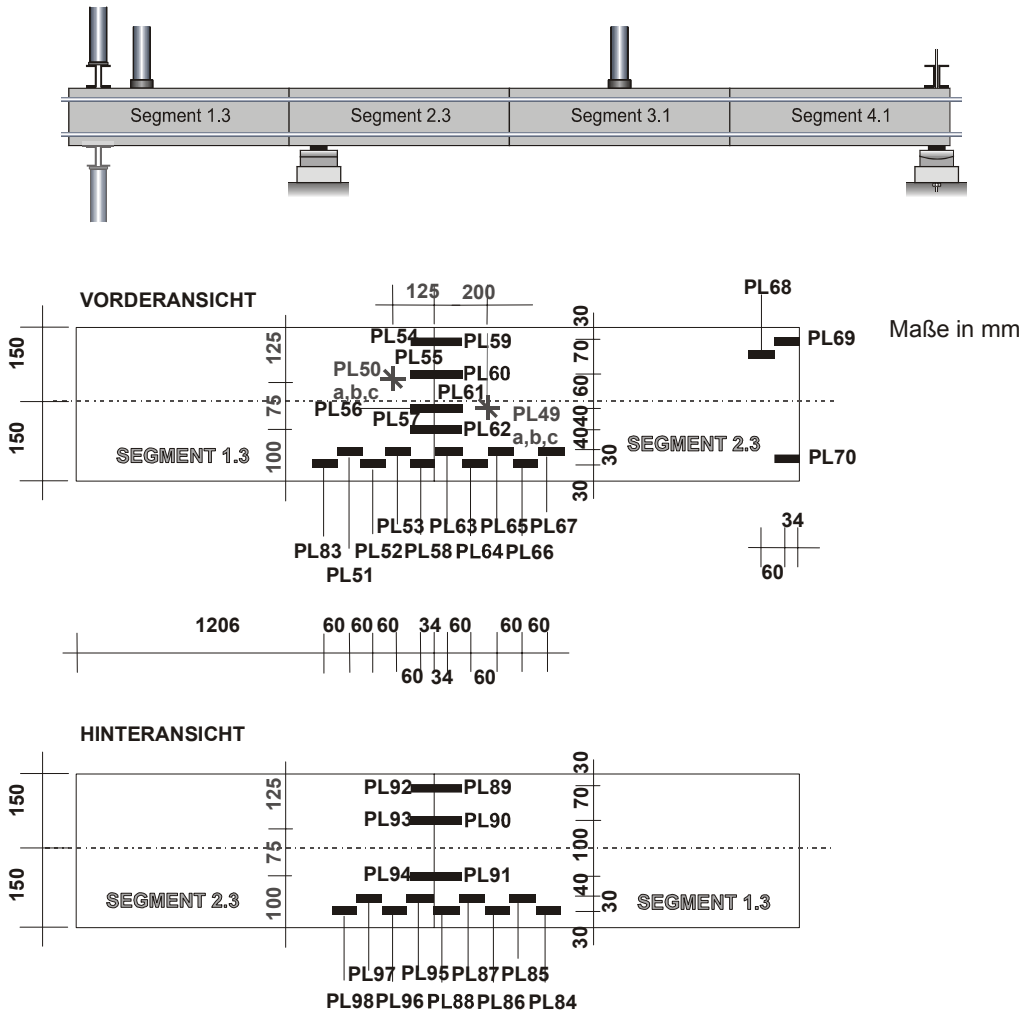 Segment 1.3 Segment 2.3 Segment 3.1 Segment 4.1
VORDERANSICHT
Maße in mm
125 200
PL68
PL69
PL54 PL59
PL55
PL50 PL60
a,b,c PL61
PL56 PL57 PL49
PL62 a,b,c
SEGMENT 1.3 SEGMENT 2.3
PL70
150
150
125
75
100
30
70
60
40
40
30
30
PL53 PL63 PL65 PL67
PL83 PL52 PL58 PL64 PL66
PL51
34
60
1206 60 60 60 34 60 60 60
60 34 60
HINTERANSICHT
150
150
125
75
100
30
70
100
40
30
30
PL92 PL89
PL93 PL90
PL94 PL91
SEGMENT 2.3 SEGMENT 1.3
PL97 PL95 PL87 PL85
PL98 PL96 PL88 PL86 PL84